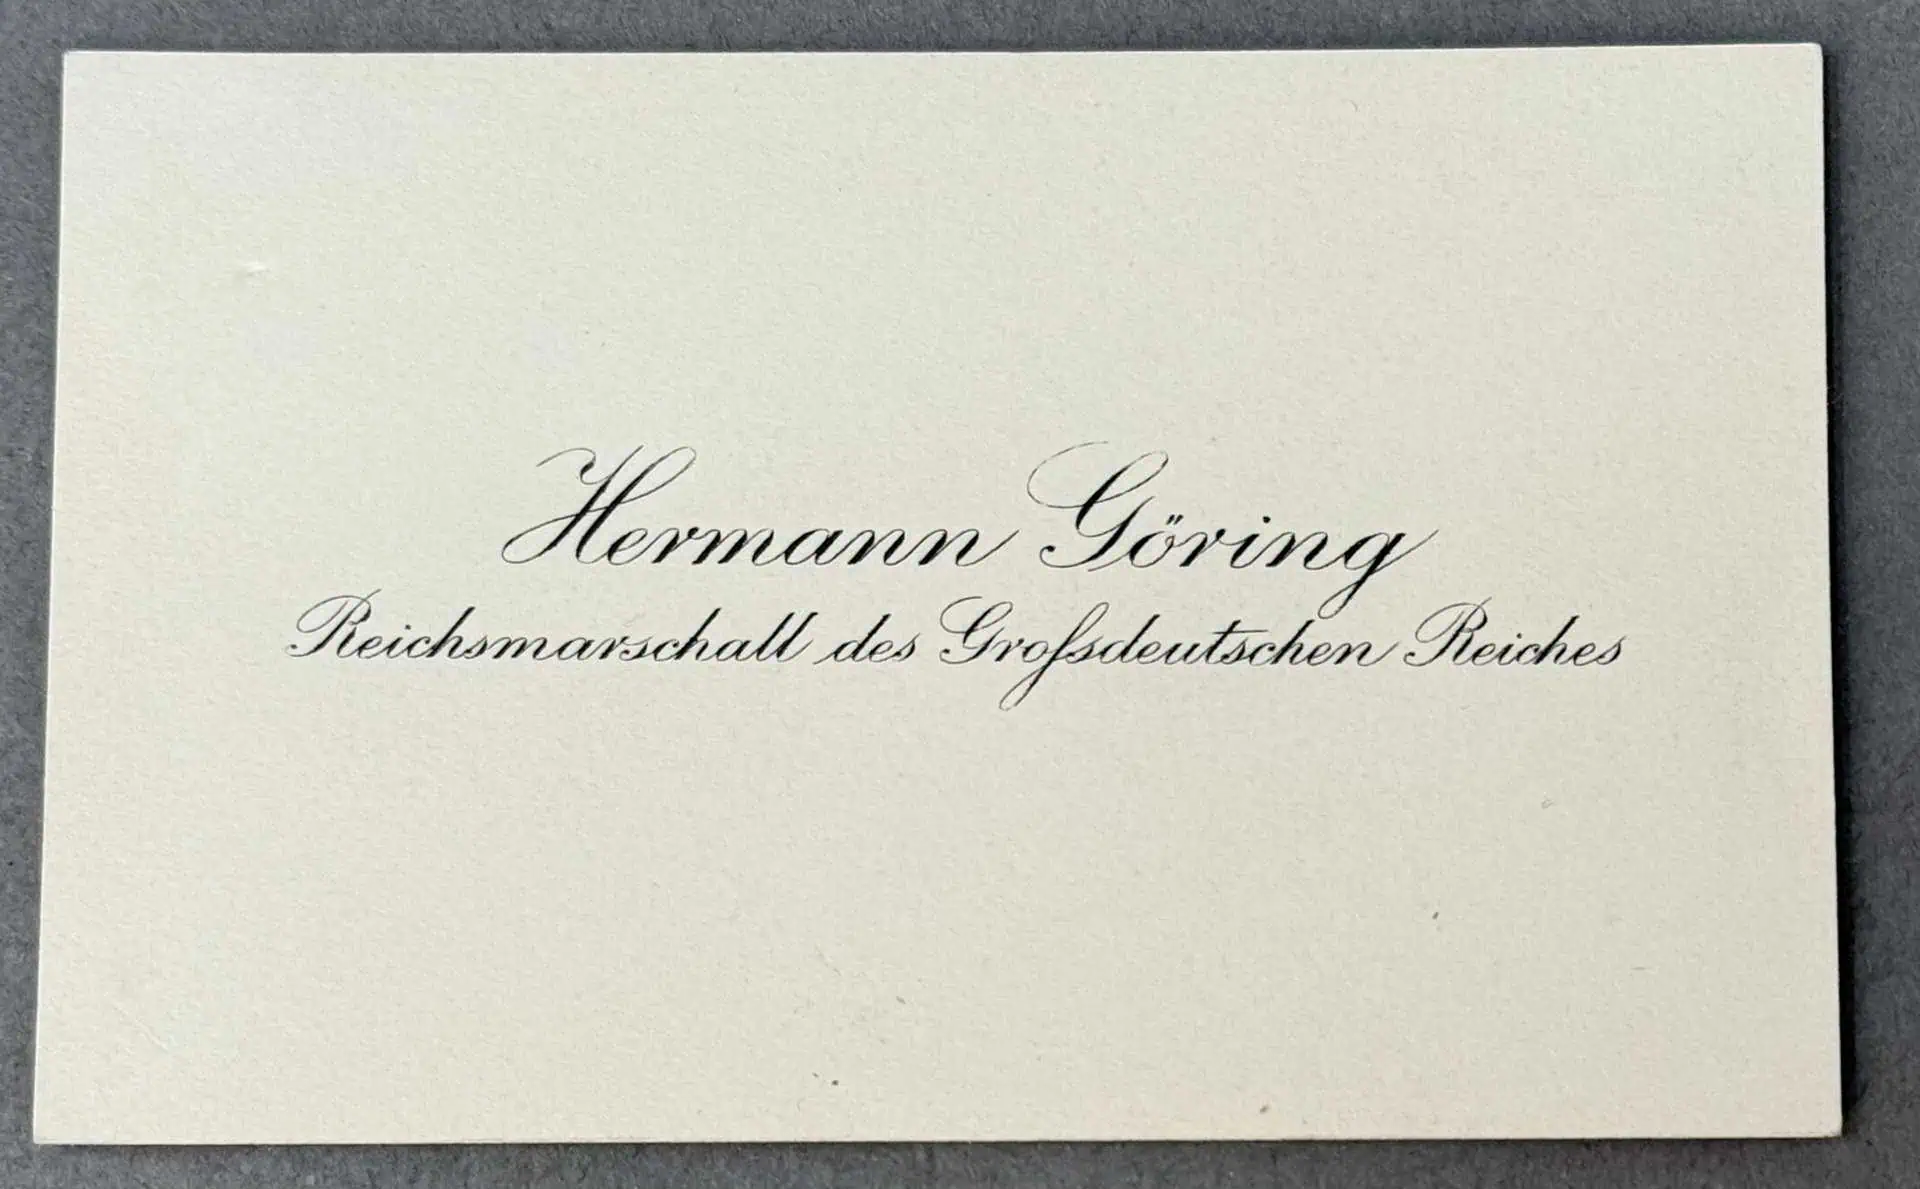 Hermann Göring
Reichsmarschall des Großdeutschen Reiches